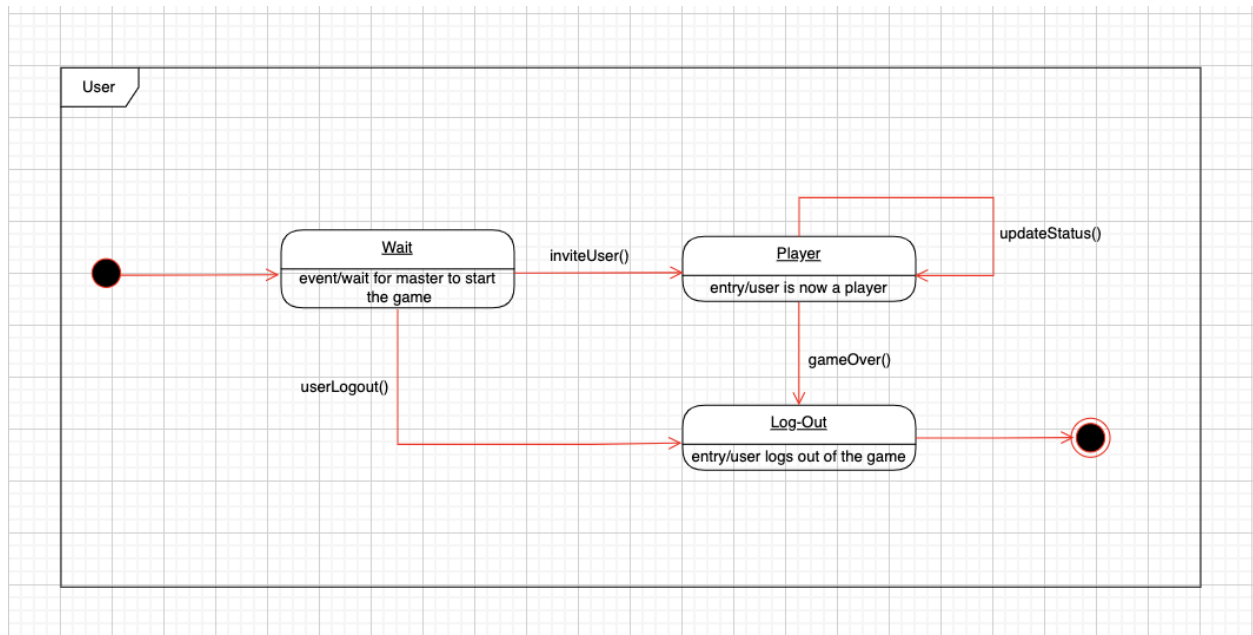 User
Wait
event/wait for master to start
the game
inviteUser()
Player
entry/user is now a player
updateStatus()
gameOver()
userLogout()
Log-Out
entry/user logs out of the game